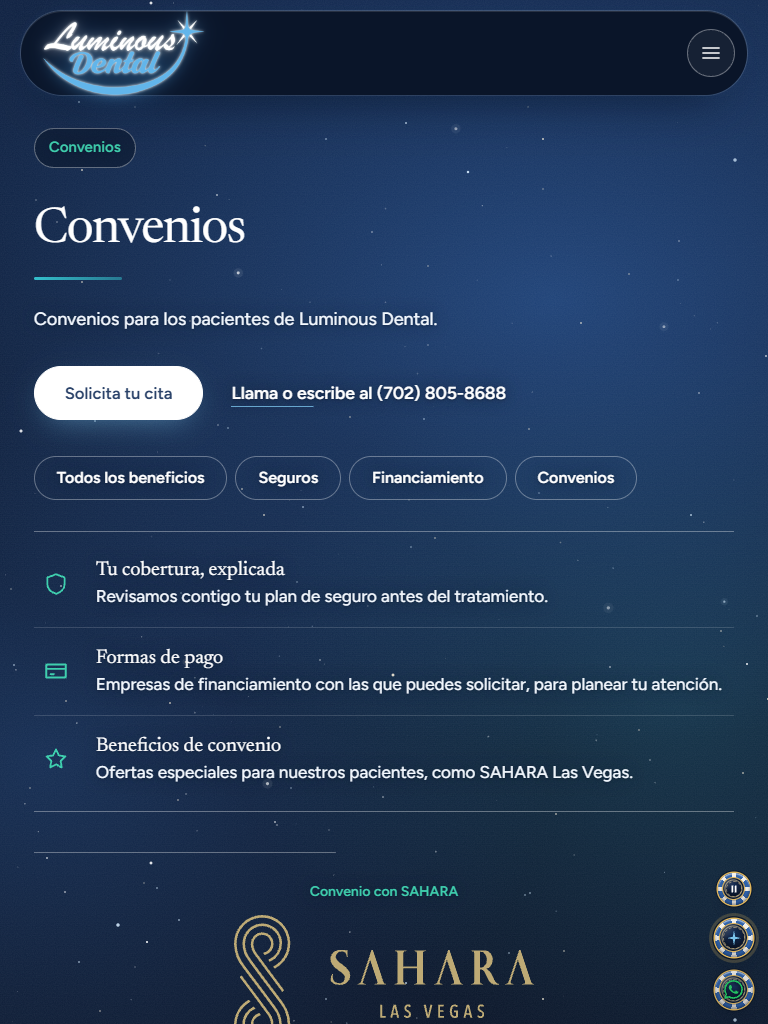 Luminous
Dental
Convenios
Convenios
Convenios para los pacientes de Luminous Dental.
Solicita tu cita
Llama o escribe al (702) 805-8688
Todos los beneficios
Seguros
Financiamiento
Convenios
Tu cobertura, explicada
Revisamos contigo tu plan de seguro antes del tratamiento.
Formas de pago
Empresas de financiamiento con las que puedes solicitar, para planear tu atención.
Beneficios de convenio
Ofertas especiales para nuestros pacientes, como SAHARA Las Vegas.
Convenio con SAHARA
SAHARA
LAS VEGAS